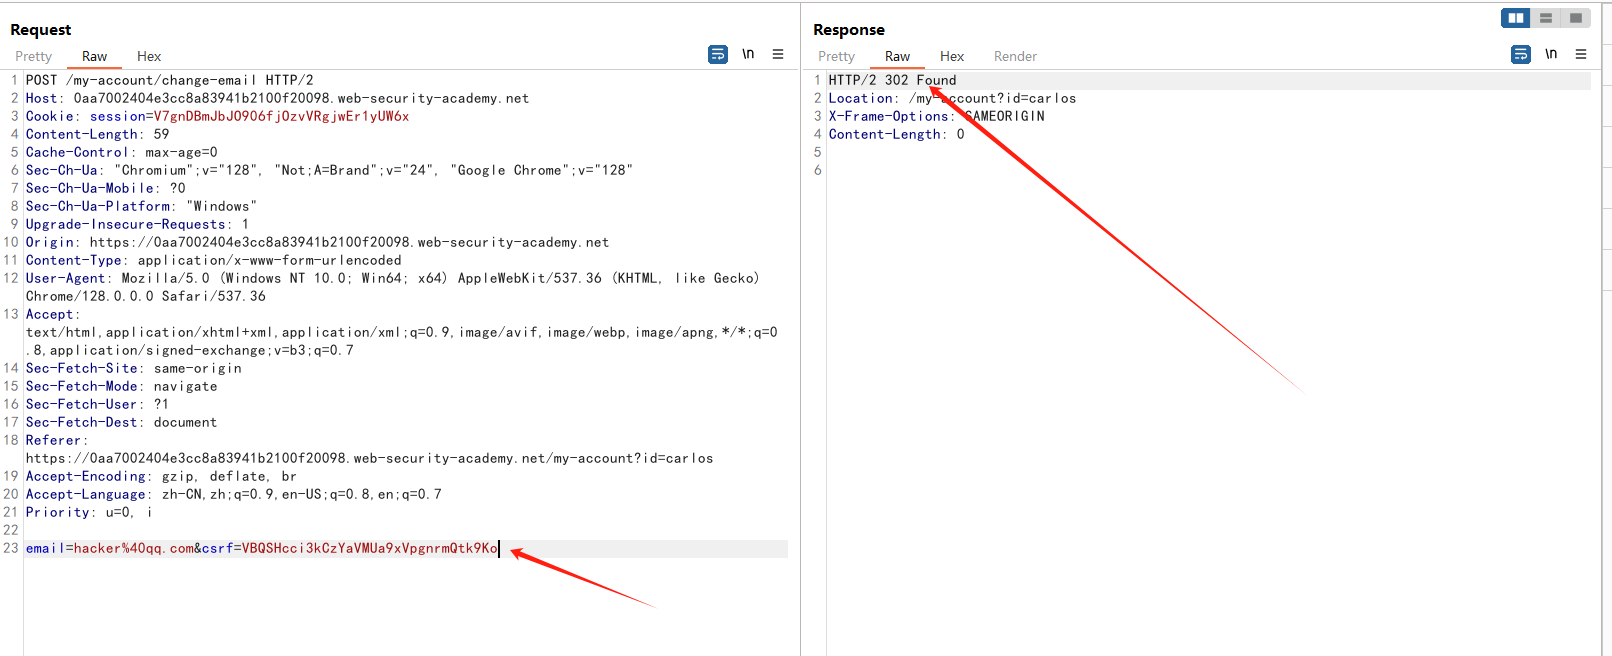 Request
Pretty Raw Hex \n
1 POST /my-account/change-email HTTP/2
2 Host: 0aa7002404e3cc8a83941b2100f20098.web-security-academy.net
3 Cookie: session=V7gnDBmJbJO9O6fjOzvVRgjwEr1yUW6x
4 Content-Length: 59
5 Cache-Control: max-age=0
6 Sec-Ch-Ua: "Chromium";v="128", "Not;A=Brand";v="24", "Google Chrome";v="128"
7 Sec-Ch-Ua-Mobile: ?0
8 Sec-Ch-Ua-Platform: "Windows"
9 Upgrade-Insecure-Requests: 1
10 Origin: https://0aa7002404e3cc8a83941b2100f20098.web-security-academy.net
11 Content-Type: application/x-www-form-urlencoded
12 User-Agent: Mozilla/5.0 (Windows NT 10.0; Win64; x64) AppleWebKit/537.36 (KHTML, like Gecko)
Chrome/128.0.0.0 Safari/537.36
13 Accept:
text/html,application/xhtml+xml,application/xml;q=0.9,image/avif,image/webp,image/apng,*/*;q=0
.8,application/signed-exchange;v=b3;q=0.7
14 Sec-Fetch-Site: same-origin
15 Sec-Fetch-Mode: navigate
16 Sec-Fetch-User: ?1
17 Sec-Fetch-Dest: document
18 Referer:
https://0aa7002404e3cc8a83941b2100f20098.web-security-academy.net/my-account?id=carlos
19 Accept-Encoding: gzip, deflate, br
20 Accept-Language: zh-CN,zh;q=0.9,en-US;q=0.8,en;q=0.7
21 Priority: u=0, i
22
23 email=hacker%40qq.com&csrf=VBQSHcci3kCzYaVMUa9xVpgnrmQtk9Ko
Response
Pretty Raw Hex Render \n
1 HTTP/2 302 Found
2 Location: /my-account?id=carlos
3 X-Frame-Options: SAMEORIGIN
4 Content-Length: 0
5
6